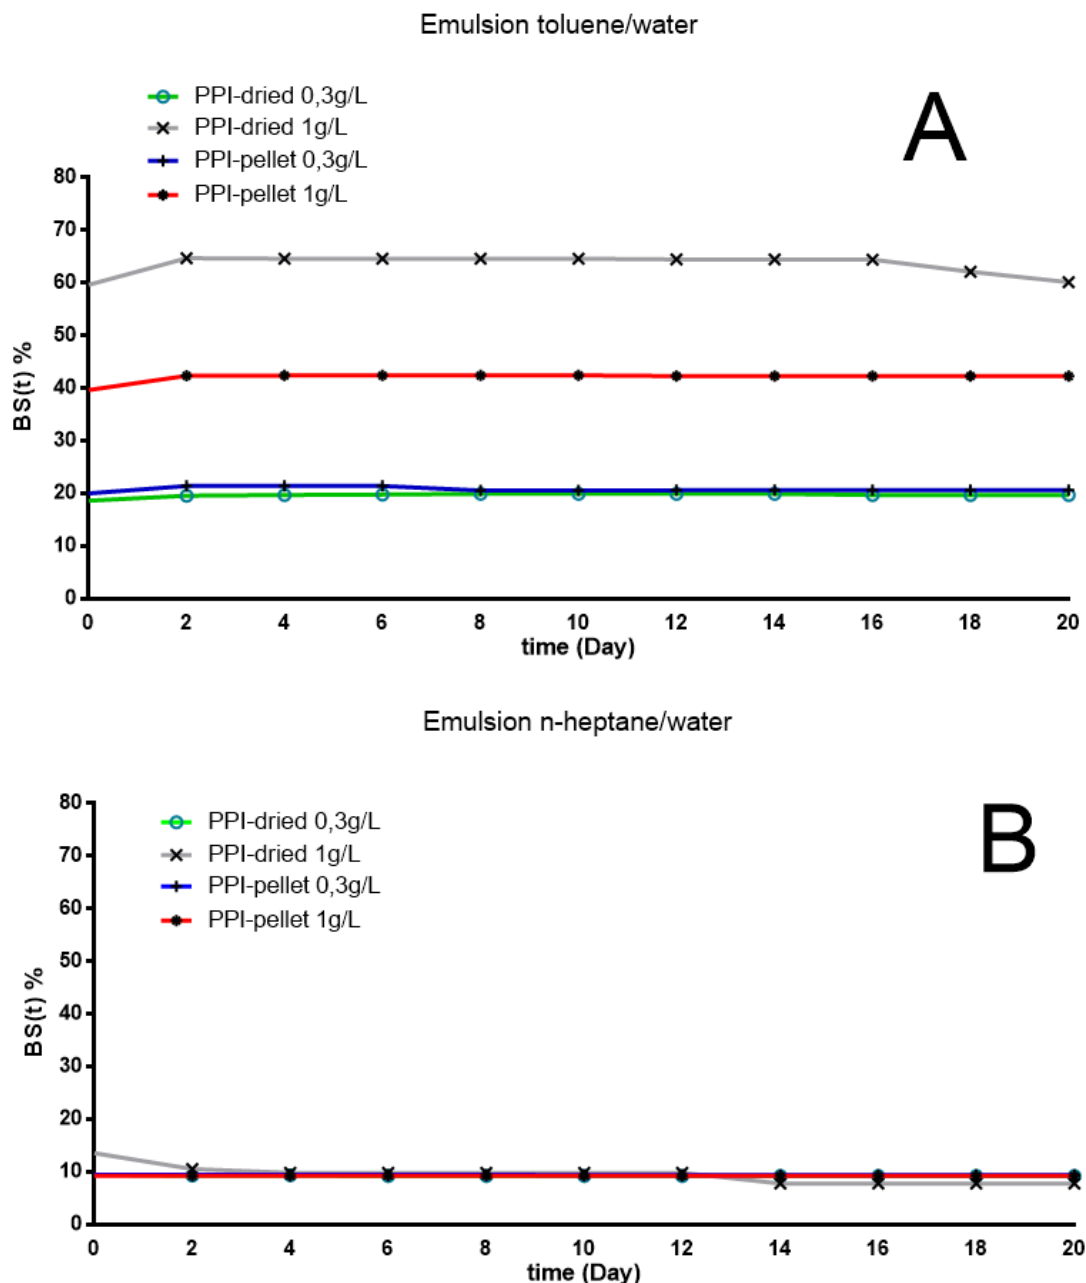 Emulsion toluene/water
A
PPI-dried 0,3g/L
PPI-dried 1g/L
PPI-pellet 0,3g/L
PPI-pellet 1g/L
80
70
60
50
40
30
20
10
0
BS(t) %
0 2 4 6 8 10 12 14 16 18 20
time (Day)
Emulsion n-heptane/water
B
PPI-dried 0,3g/L
PPI-dried 1g/L
PPI-pellet 0,3g/L
PPI-pellet 1g/L
80
70
60
50
40
30
20
10
0
BS(t) %
0 2 4 6 8 10 12 14 16 18 20
time (Day)